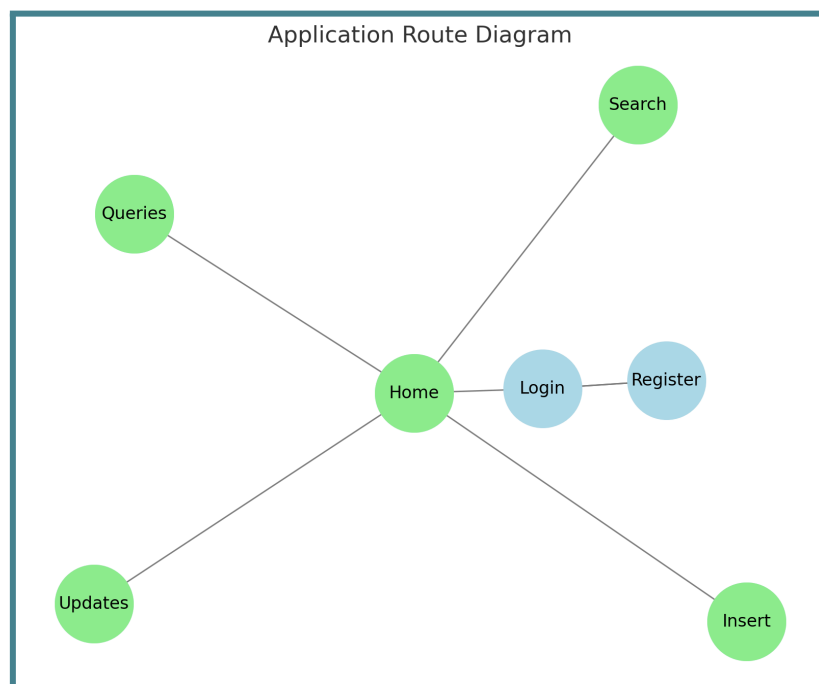 Application Route Diagram
Search
Queries
Home
Login
Register
Updates
Insert